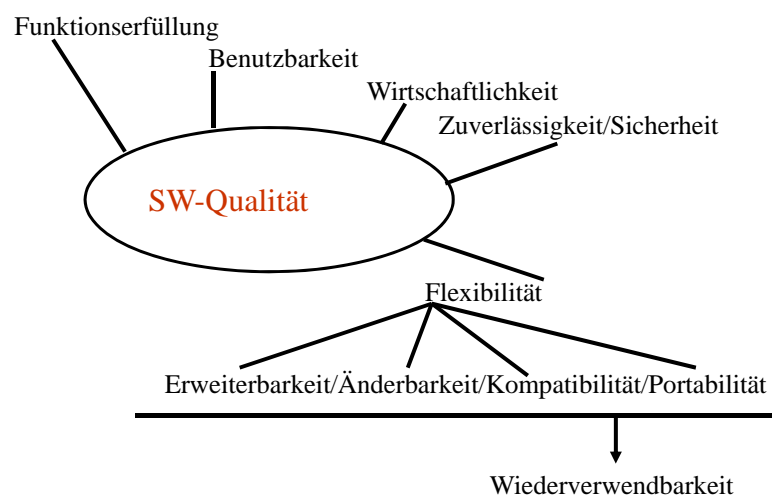 Funktionserfüllung
Benutzbarkeit
Wirtschaftlichkeit
Zuverlässigkeit/Sicherheit
SW-Qualität
Flexibilität
Erweiterbarkeit/Änderbarkeit/Kompatibilität/Portabilität
Wiederverwendbarkeit